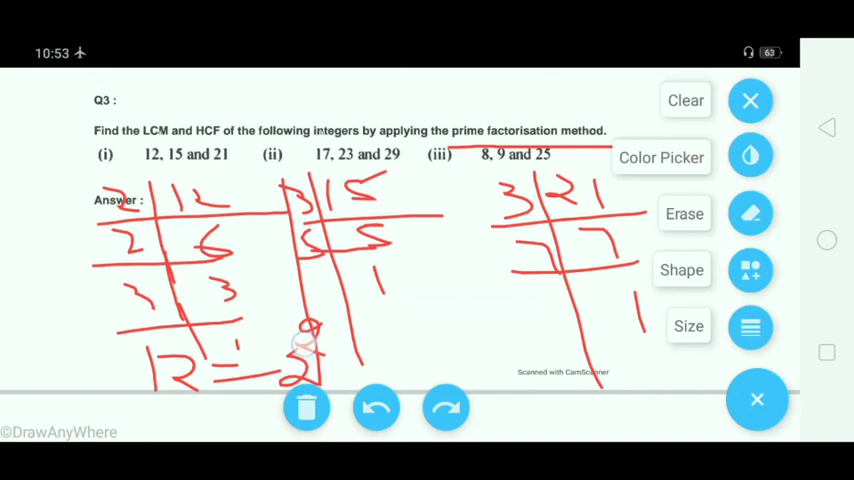 10:53
63
Q3 :
Find the LCM and HCF of the following integers by applying the prime factorisation method.
(i) 12, 15 and 21 (ii) 17, 23 and 29 (iii) 8, 9 and 25
Answer :
2 12 3 15 3 21
2 6 5 5 7 7
3 3 1 1
1
12 = 2
Scanned with CamScanner
Clear
Color Picker
Erase
Shape
Size
©DrawAnyWhere